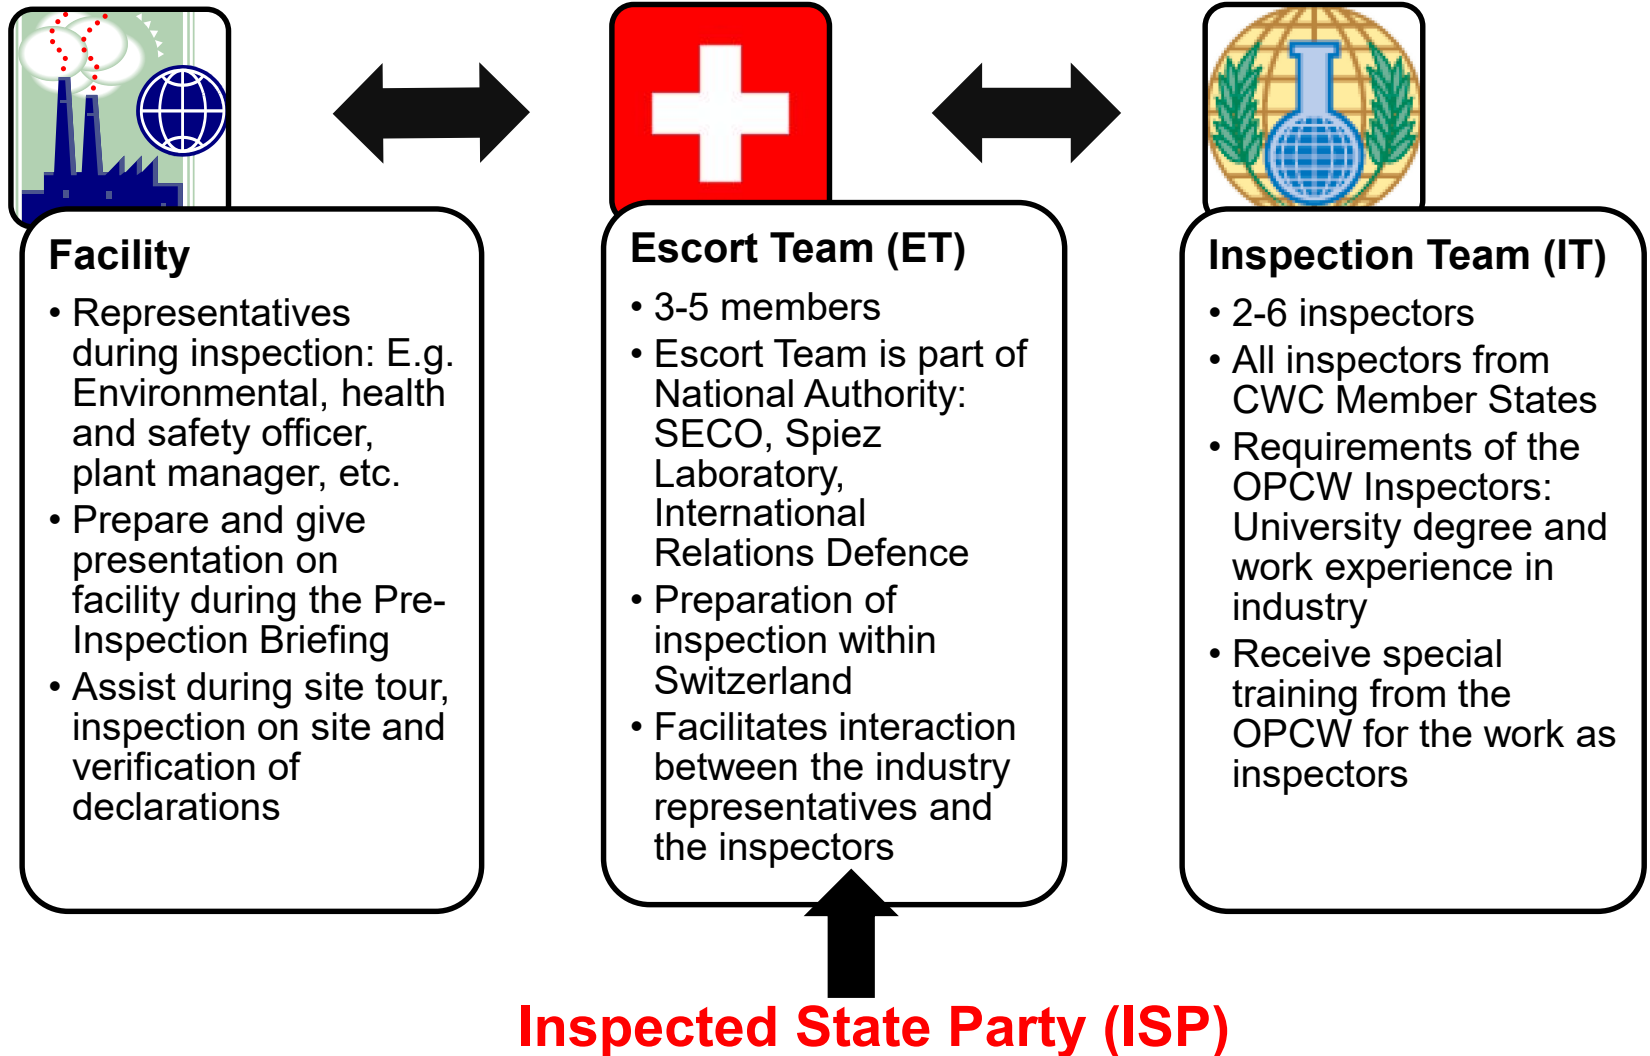 Facility
• Representatives
during inspection: E.g.
Environmental, health
and safety officer,
plant manager, etc.
• Prepare and give
presentation on
facility during the Pre-
Inspection Briefing
• Assist during site tour,
inspection on site and
verification of
declarations
Escort Team (ET)
• 3-5 members
• Escort Team is part of
National Authority:
SECO, Spiez
Laboratory,
International
Relations Defence
• Preparation of
inspection within
Switzerland
• Facilitates interaction
between the industry
representatives and
the inspectors
Inspection Team (IT)
• 2-6 inspectors
• All inspectors from
CWC Member States
• Requirements of the
OPCW Inspectors:
University degree and
work experience in
industry
• Receive special
training from the
OPCW for the work as
inspectors
Inspected State Party (ISP)